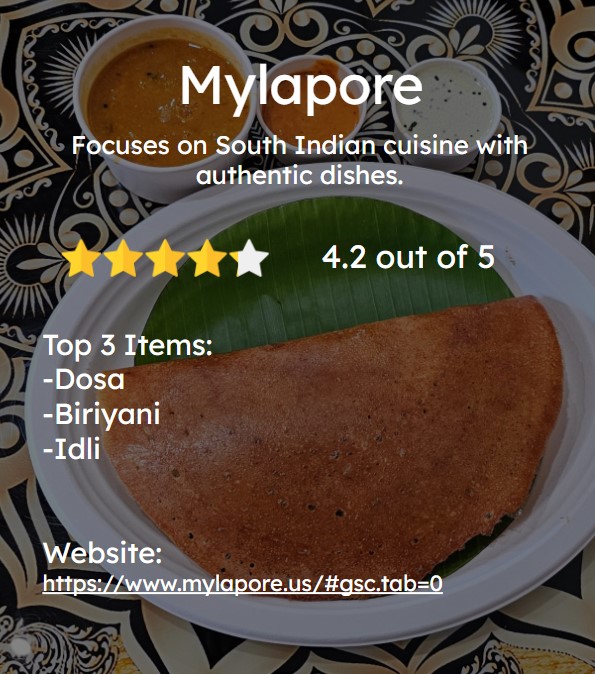 Mylapore
Focuses on South Indian cuisine with
authentic dishes.
4.2 out of 5
Top 3 Items:
-Dosa
-Biriyani
-Idli
Website:
https://www.mylapore.us/#gsc.tab=0